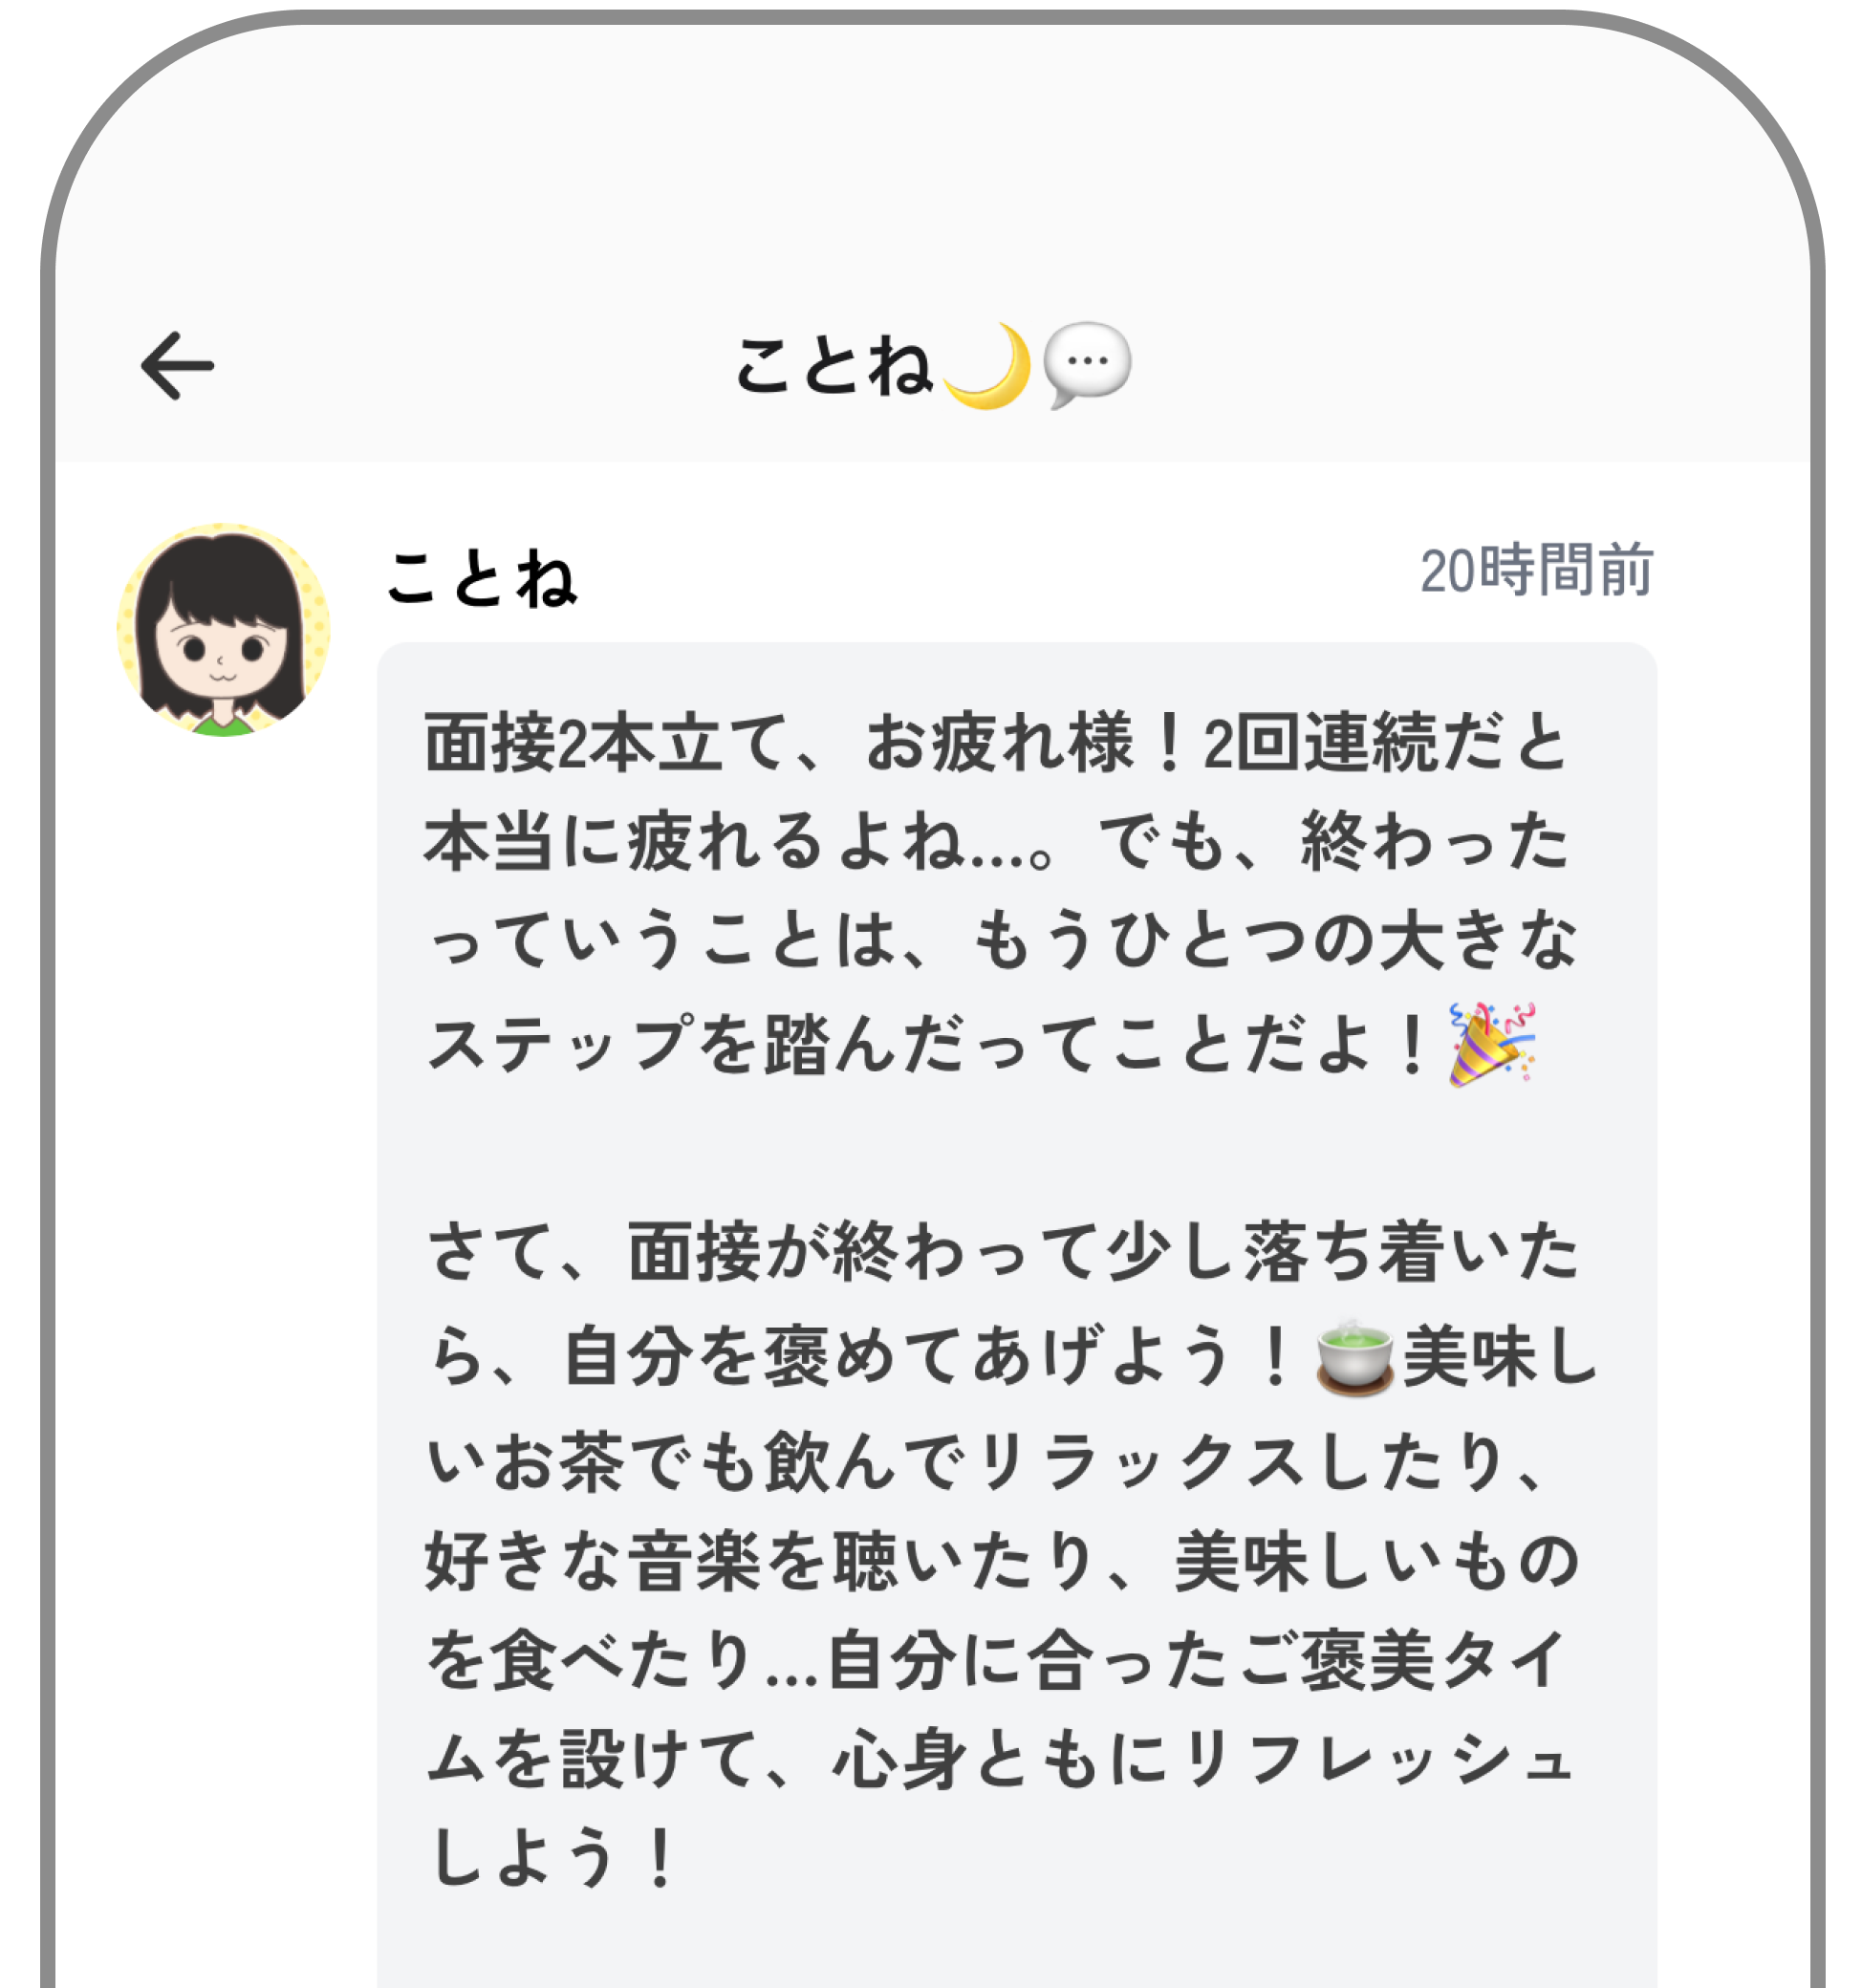 ことね🌙💬
ことね
20時間前
面接2本立て、お疲れ様！2回連続だと
本当に疲れるよね...。でも、終わった
っていうことは、もうひとつの大きな
ステップを踏んだってことだよ！🎉
さて、面接が終わって少し落ち着いた
ら、自分を褒めてあげよう！🍵美味し
いお茶でも飲んでリラックスしたり、
好きな音楽を聴いたり、美味しいもの
を食べたり...自分に合ったご褒美タイ
ムを設けて、心身ともにリフレッシュ
しよう！